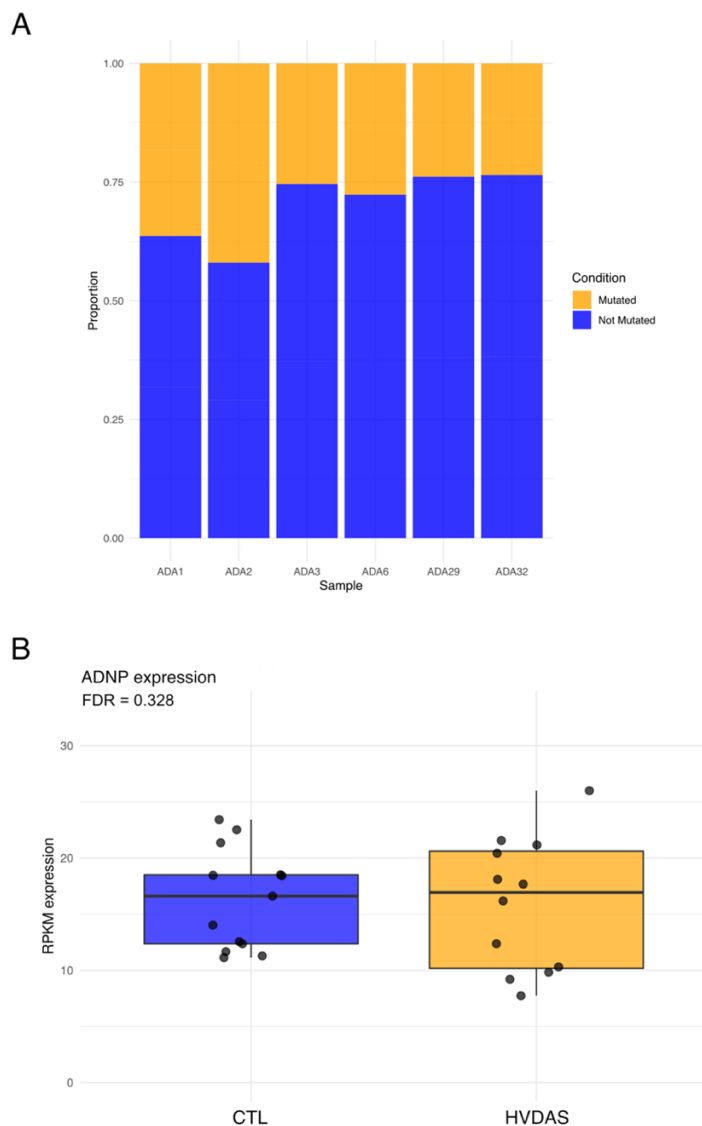 A
1.00
0.75
0.50
0.25
0.00
Proportion
ADA1 ADA2 ADA3 ADA6 ADA29 ADA32
Sample
Condition
Mutated
Not Mutated
B
ADNP expression
FDR = 0.328
30
20
10
0
RPKM expression
CTL HVDAS